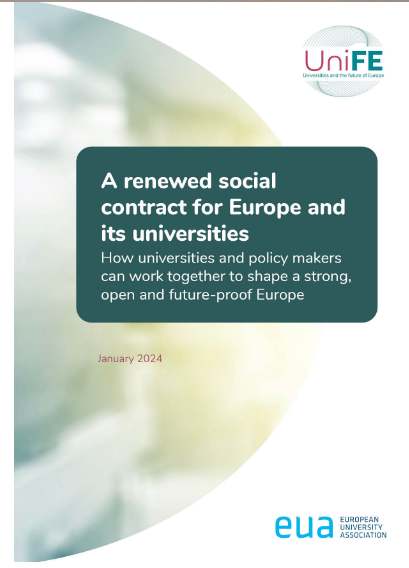 UniFE
Universities and the future of Europe
A renewed social
contract for Europe and
its universities
How universities and policy makers
can work together to shape a strong,
open and future-proof Europe
January 2024
eua EUROPEAN
UNIVERSITY
ASSOCIATION